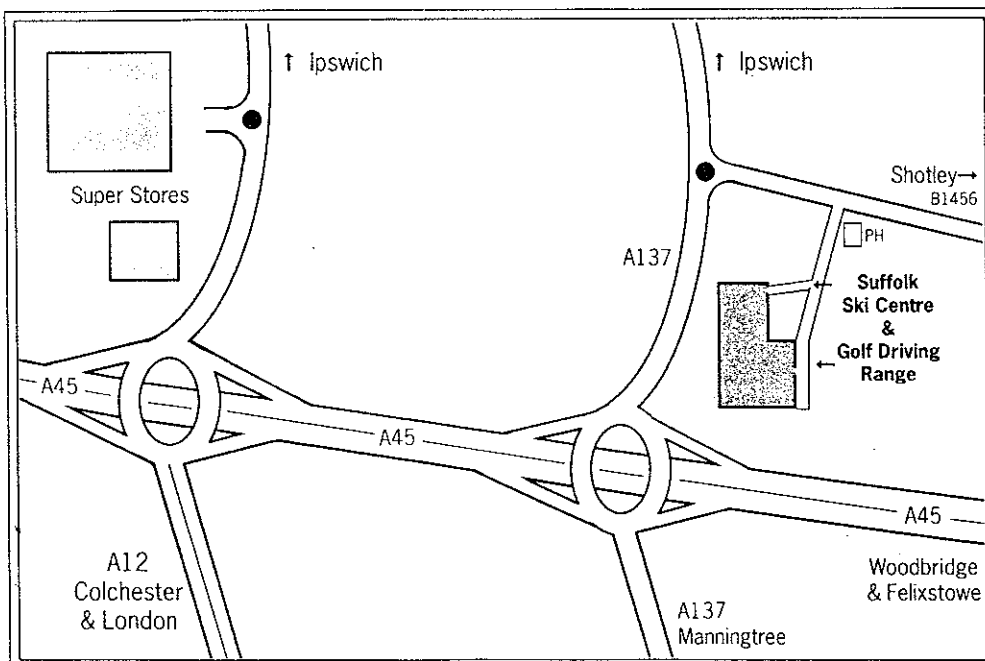 ↑ Ipswich
↑ Ipswich
Super Stores
Shotley→
B1456
PH
A137
← Suffolk
Ski Centre
&
← Golf Driving
Range
A45
A45
A45
A12
Colchester
& London
A137
Manningtree
Woodbridge
& Felixstowe